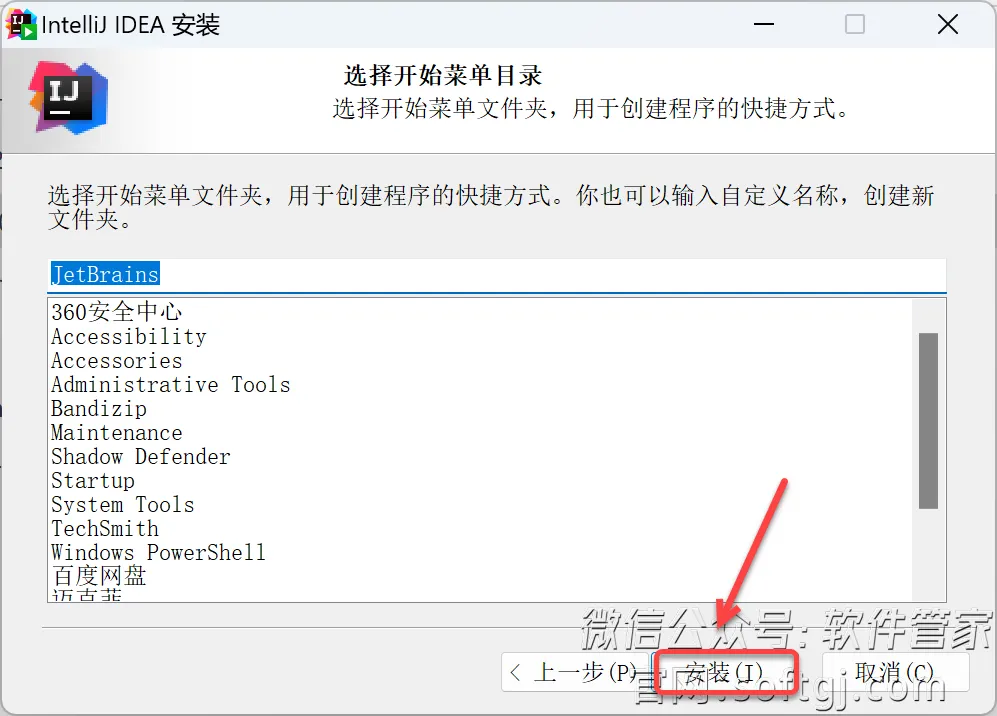 IntelliJ IDEA 安装
IJ
选择开始菜单目录
选择开始菜单文件夹，用于创建程序的快捷方式。
选择开始菜单文件夹，用于创建程序的快捷方式。你也可以输入自定义名称，创建新
文件夹。
JetBrains
360安全中心
Accessibility
Accessories
Administrative Tools
Bandizip
Maintenance
Shadow Defender
Startup
System Tools
TechSmith
Windows PowerShell
百度网盘
迈克菲
微信公众号：软件管家
< 上一步(P) 安装(I) 取消(C)
官网：softgj.com